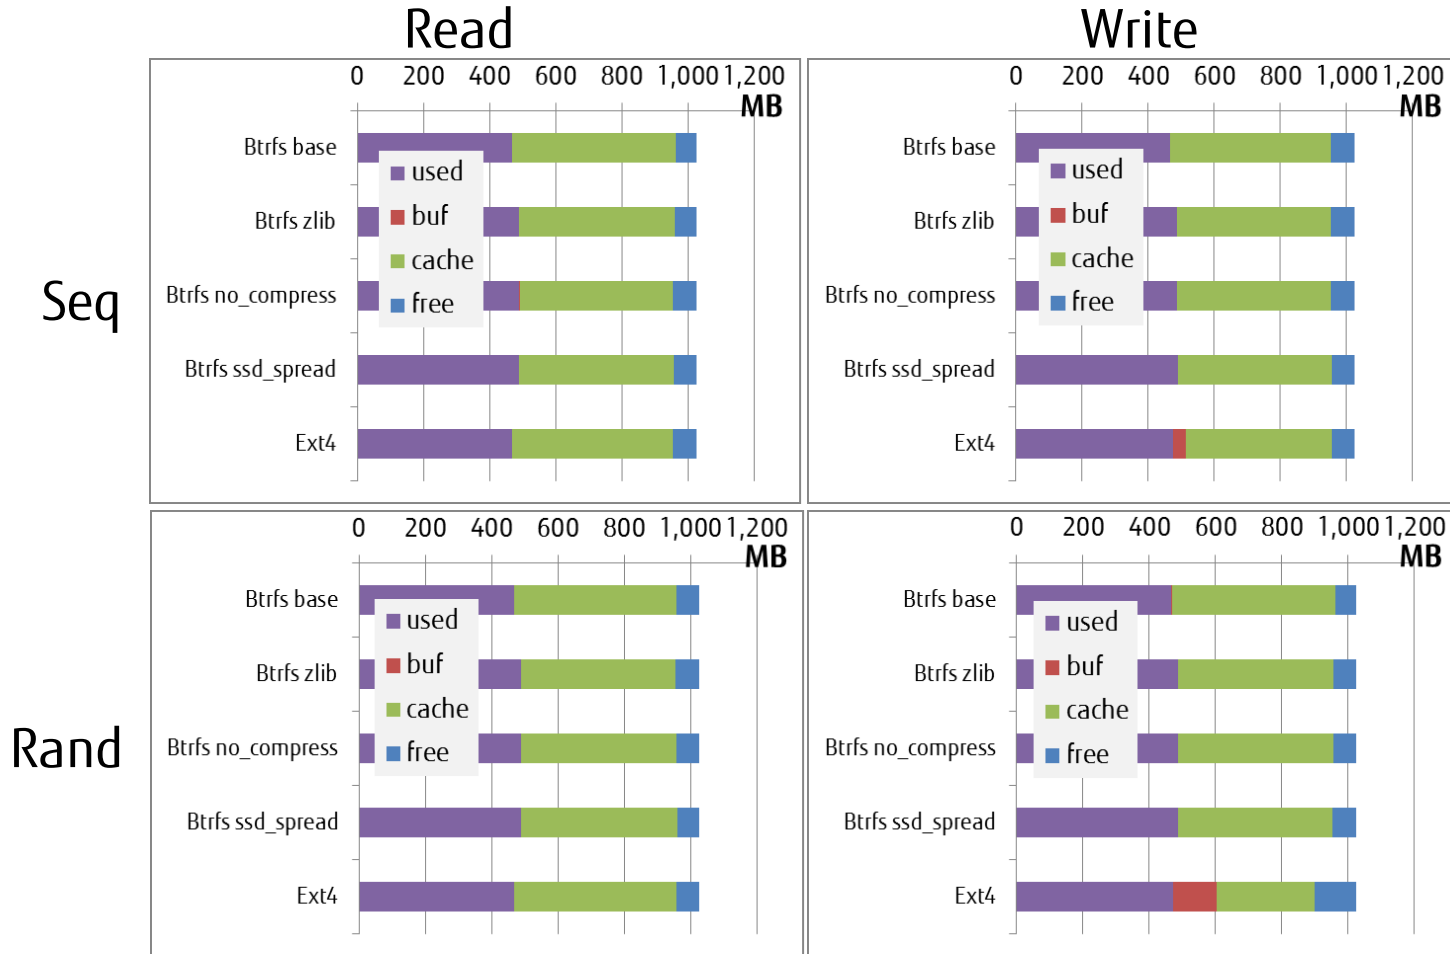 Read
Write
Seq
0 200 400 600 800 1,000 1,200
MB
Btrfs base
Btrfs zlib
Btrfs no_compress
Btrfs ssd_spread
Ext4
used
buf
cache
free
0 200 400 600 800 1,000 1,200
MB
Btrfs base
Btrfs zlib
Btrfs no_compress
Btrfs ssd_spread
Ext4
used
buf
cache
free
Rand
0 200 400 600 800 1,000 1,200
MB
Btrfs base
Btrfs zlib
Btrfs no_compress
Btrfs ssd_spread
Ext4
used
buf
cache
free
0 200 400 600 800 1,000 1,200
MB
Btrfs base
Btrfs zlib
Btrfs no_compress
Btrfs ssd_spread
Ext4
used
buf
cache
free